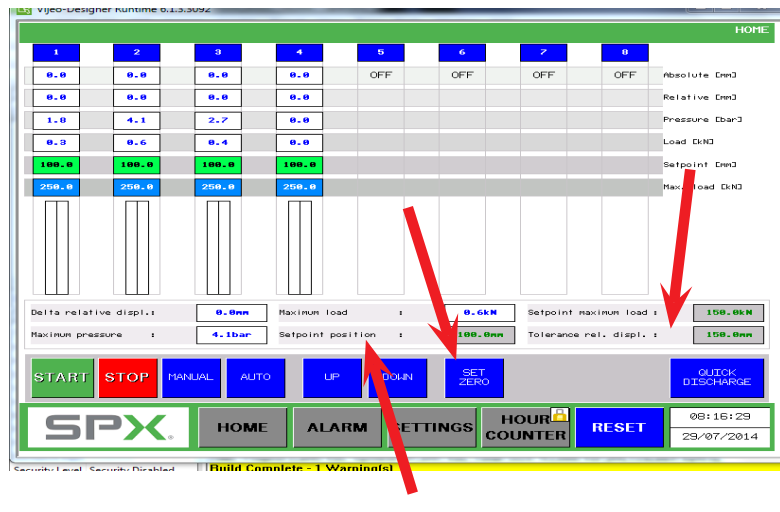 Vijeo-Designer Runtime 6.1.3.3092
HOME
1 2 3 4 5 6 7 8
0.0 0.0 0.0 0.0 OFF OFF OFF OFF Absolute [mm]
0.0 0.0 0.0 0.0 Relative [mm]
1.8 4.1 2.7 0.0 Pressure [bar]
0.3 0.6 0.4 0.0 Load [kN]
100.0 100.0 100.0 100.0 Setpoint [mm]
250.0 250.0 250.0 250.0 Max. load [kN]
Delta relative displ.: 0.0mm Maximum load : 0.6kN Setpoint maximum load : 150.0kN
Maximum pressure : 4.1bar Setpoint position : 100.0mm Tolerance rel. displ. : 150.0mm
START STOP MANUAL AUTO UP DOWN SET ZERO QUICK DISCHARGE
SPX HOME ALARM SETTINGS HOUR COUNTER RESET 08:16:29
29/07/2014
Security Level Security Disabled Build Complete - 1 Warning(s)